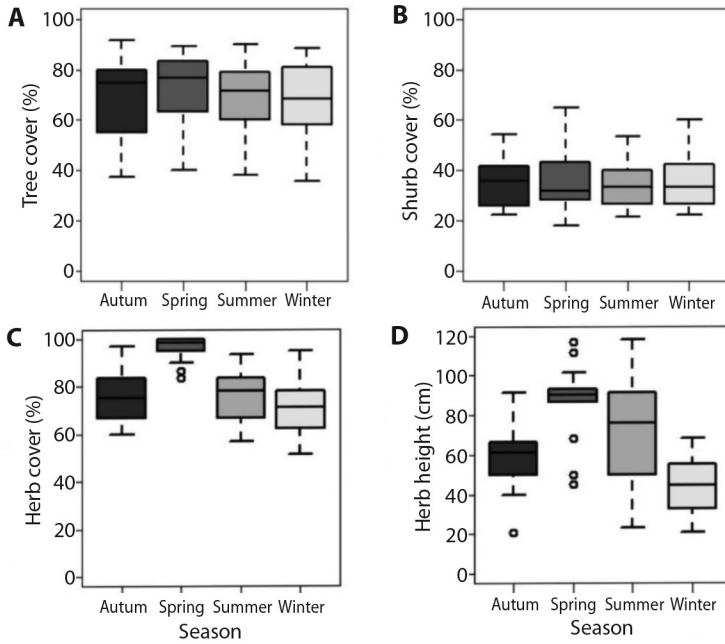 A
Tree cover (%)
100
80
60
40
20
0
Autum Spring Summer Winter
B
Shurb cover (%)
100
80
60
40
20
0
Autum Spring Summer Winter
C
Herb cover (%)
100
80
60
40
20
0
Autum Spring Summer Winter
Season
D
Herb height (cm)
120
100
80
60
40
20
0
Autum Spring Summer Winter
Season